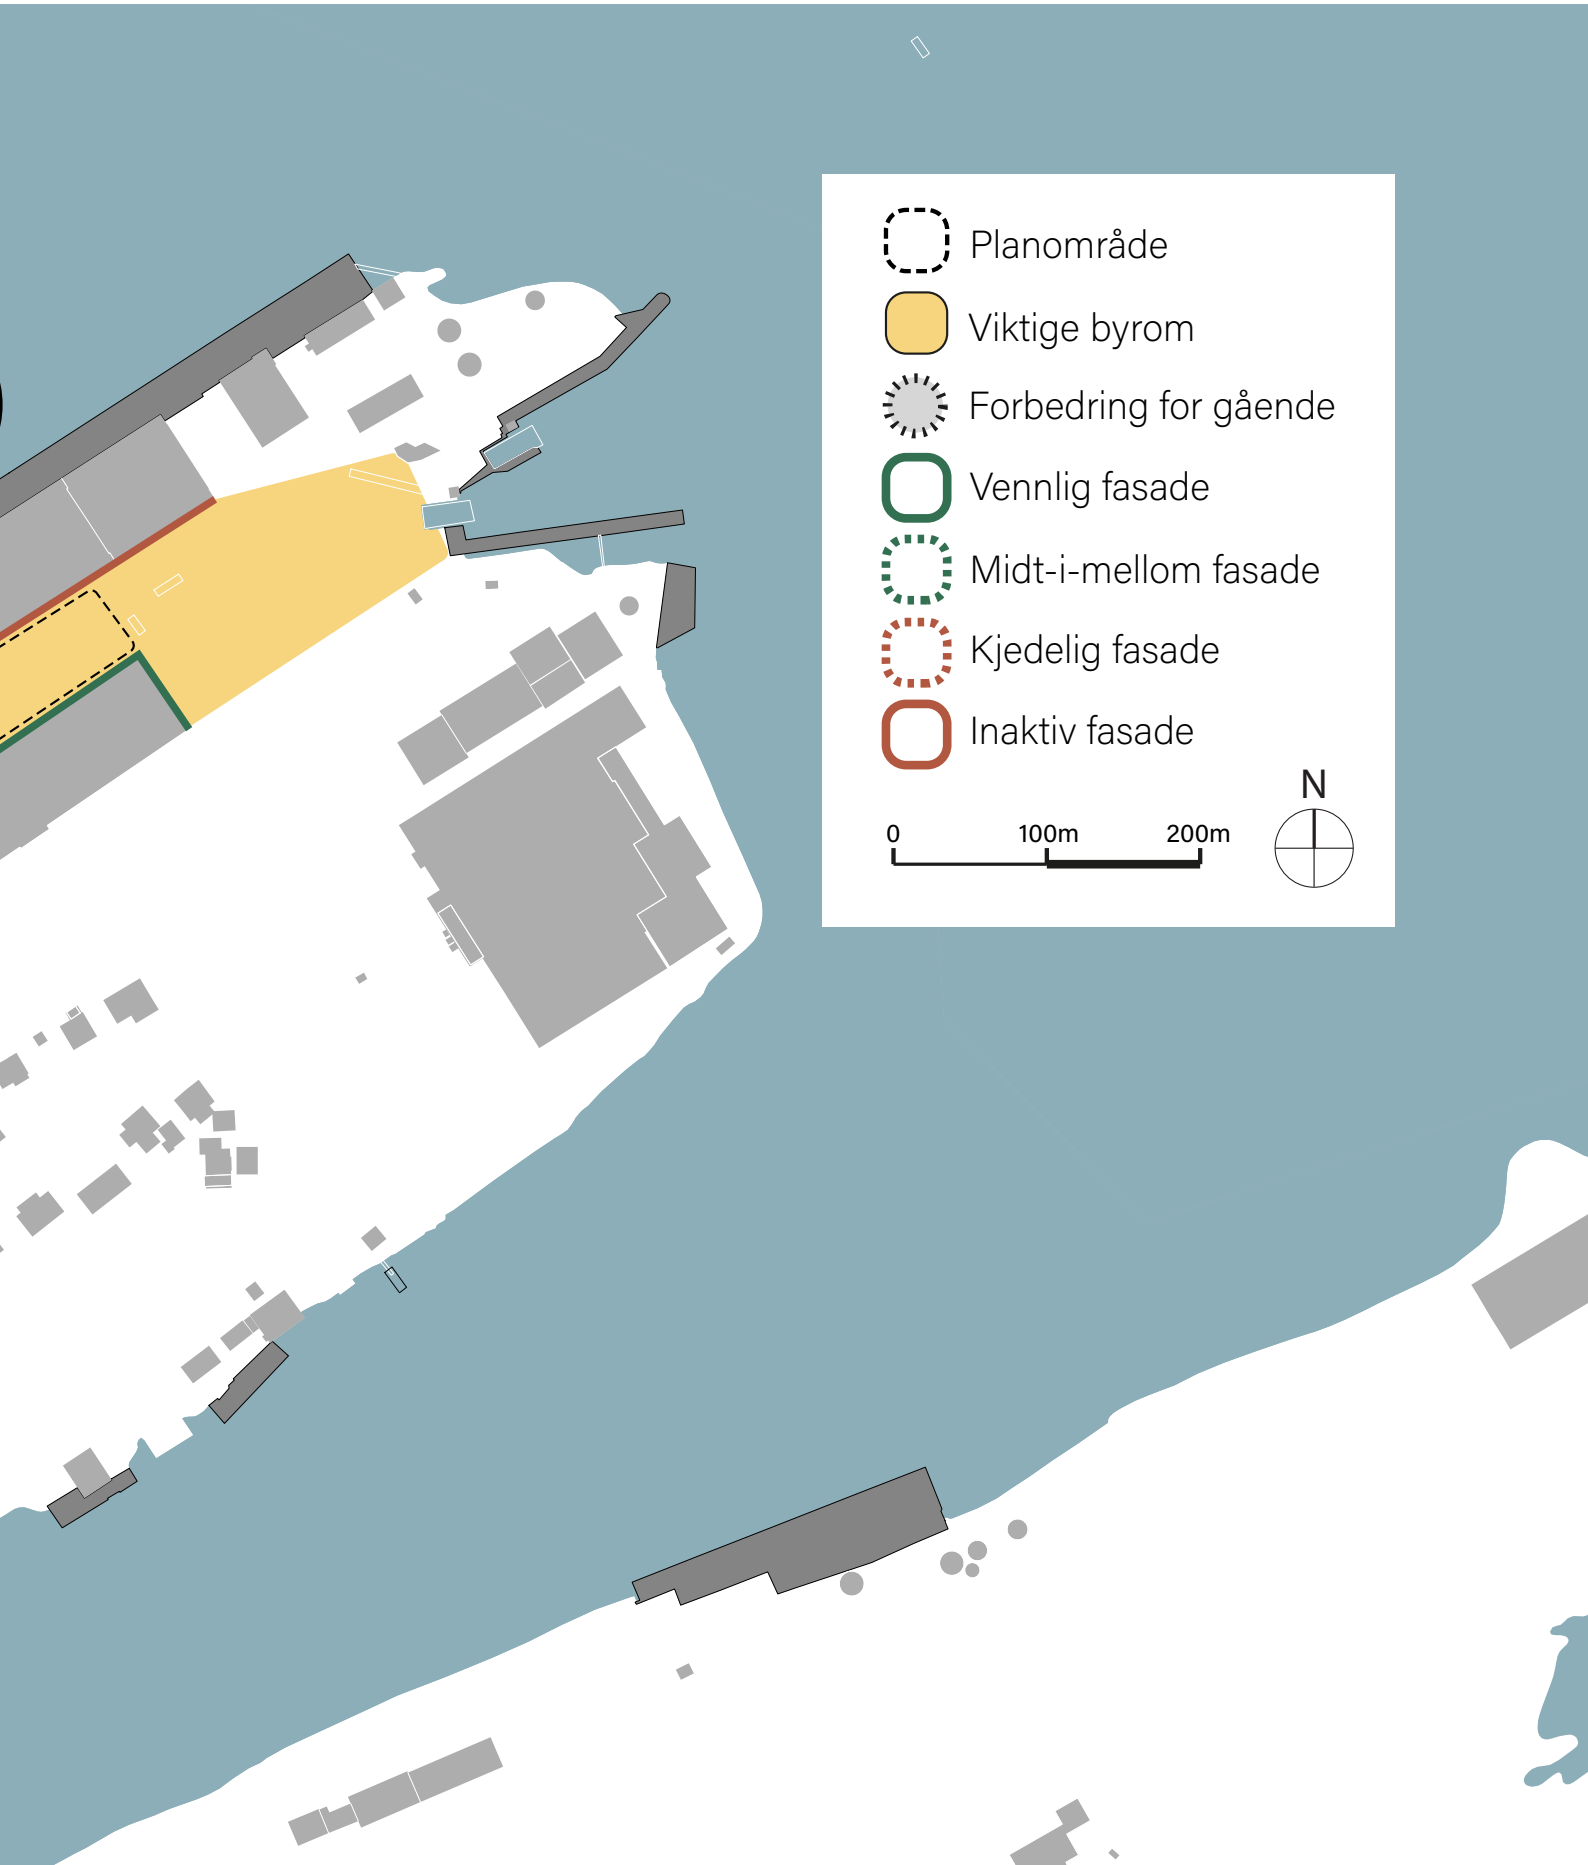 Planområde
Viktige byrom
Forbedring for gående
Vennlig fasade
Midt-i-mellom fasade
Kjedelig fasade
Inaktiv fasade
N
0 100m 200m